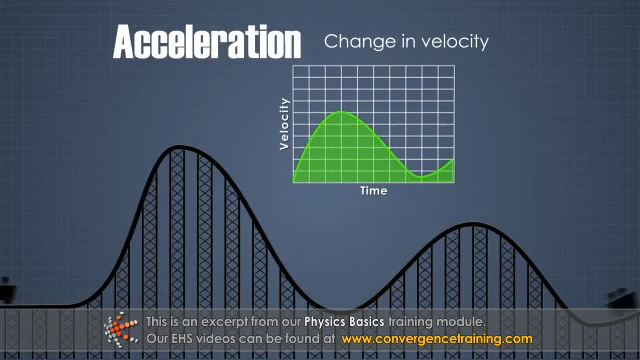 Acceleration Change in velocity
Velocity
Time
This is an excerpt from our Physics Basics training module.
Our EHS videos can be found at www.convergencetraining.com